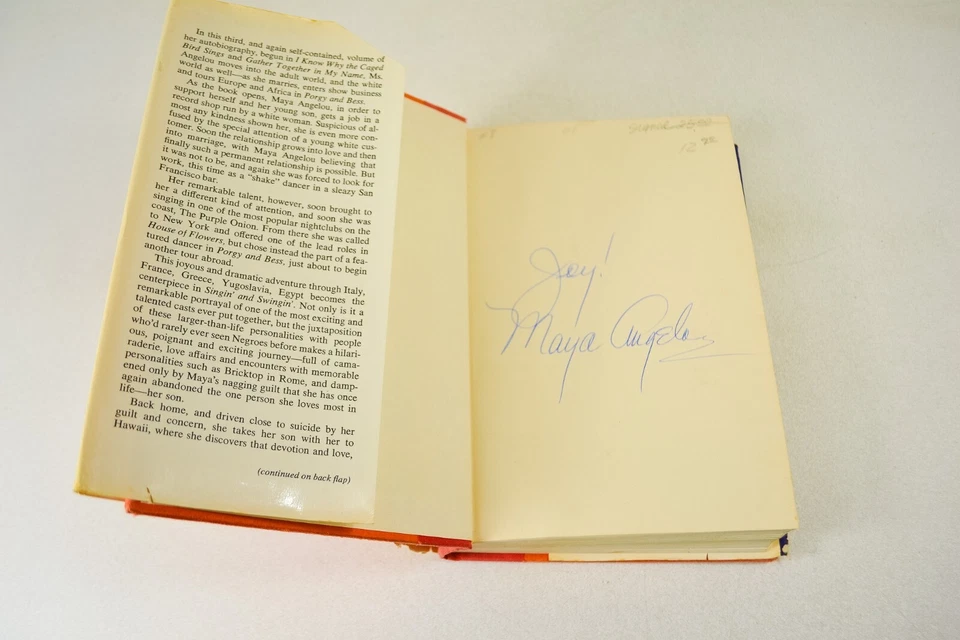 In this third, and again self-contained, volume of
her autobiography, begun in I Know Why the Caged
Bird Sings and Gather Together in My Name, Ms.
Angelou moves into the adult world, and the white
world as well—as she marries, enters show business
and tours Europe and Africa in Porgy and Bess.
As the book opens, Maya Angelou, in order to
support herself and her young son, gets a job in a
record shop run by a white woman. Suspicious of al-
most any kindness shown her, she is even more con-
fused by the special attention of a young white cus-
tomer. Soon the relationship grows into love and then
into marriage, with Maya Angelou believing that
finally such a permanent relationship is possible. But
it was not to be, and again she was forced to look for
work, this time as a "shake" dancer in a sleazy San
Francisco bar.
Her remarkable talent, however, soon brought to
her a different kind of attention, and soon she was
singing in one of the most popular nightclubs on the
coast, The Purple Onion. From there she was called
to New York and offered one of the lead roles in
House of Flowers, but chose instead the part of a fea-
tured dancer in Porgy and Bess, just about to begin
another tour abroad.
This joyous and dramatic adventure through Italy,
France, Greece, Yugoslavia, Egypt becomes the
centerpiece in Singin' and Swingin'. Not only is it a
remarkable portrayal of one of the most exciting and
talented casts ever put together, but the juxtaposition
of these larger-than-life personalities with people
who'd rarely ever seen Negroes before makes a hilari-
ous, poignant and exciting journey—full of cama-
raderie, love affairs and encounters with memorable
personalities such as Bricktop in Rome, and damp-
ened only by Maya's nagging guilt that she has once
again abandoned the one person she loves most in
life—her son.
Back home, and driven close to suicide by her
guilt and concern, she takes her son with her to
Hawaii, where she discovers that devotion and love,
(continued on back flap)
Joy!
Maya Angelou